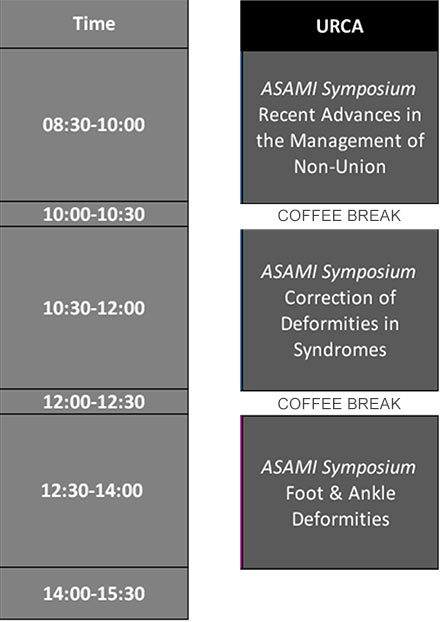 Time
URCA
08:30-10:00
ASAMI Symposium
Recent Advances in
the Management of
Non-Union
10:00-10:30
COFFEE BREAK
10:30-12:00
ASAMI Symposium
Correction of
Deformities in
Syndromes
12:00-12:30
COFFEE BREAK
12:30-14:00
ASAMI Symposium
Foot & Ankle
Deformities
14:00-15:30